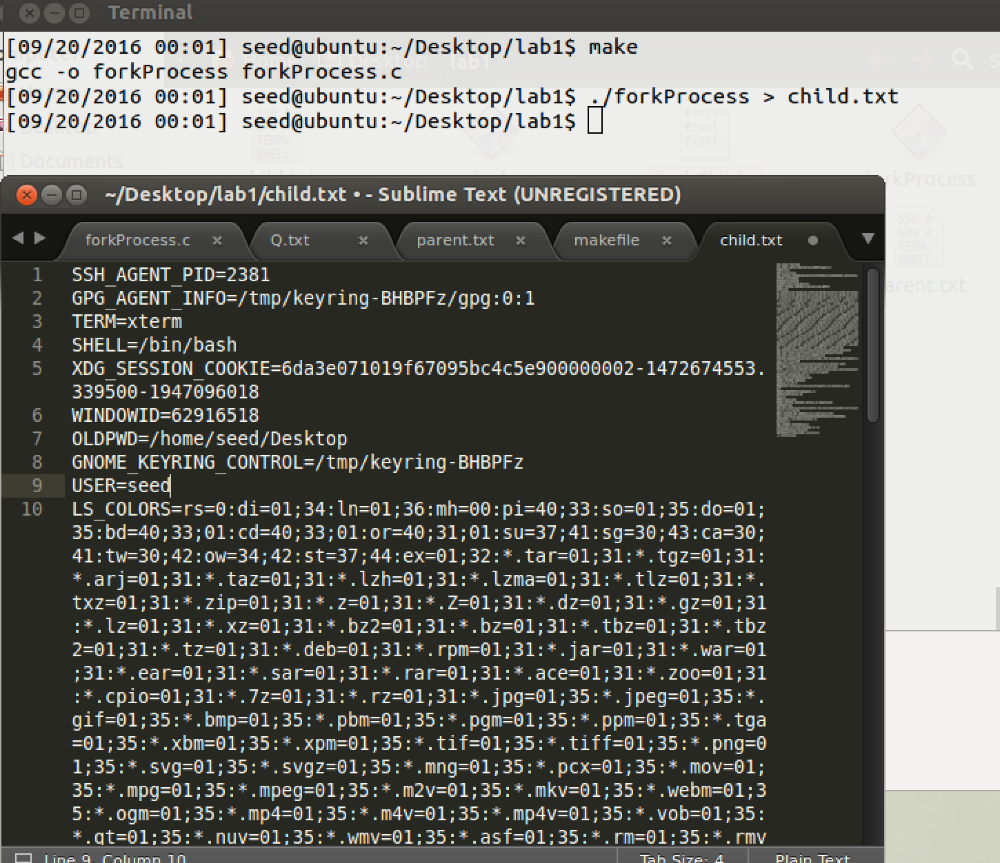 Terminal
[09/20/2016 00:01] seed@ubuntu:~/Desktop/lab1$ make
gcc -o forkProcess forkProcess.c
[09/20/2016 00:01] seed@ubuntu:~/Desktop/lab1$ ./forkProcess > child.txt
[09/20/2016 00:01] seed@ubuntu:~/Desktop/lab1$
Documents
~/Desktop/lab1/child.txt • - Sublime Text (UNREGISTERED)
forkProcess.c Q.txt parent.txt makefile child.txt
1 SSH_AGENT_PID=2381
2 GPG_AGENT_INFO=/tmp/keyring-BHBPFz/gpg:0:1
3 TERM=xterm
4 SHELL=/bin/bash
5 XDG_SESSION_COOKIE=6da3e071019f67095bc4c5e900000002-1472674553.
339500-1947096018
6 WINDOWID=62916518
7 OLDPWD=/home/seed/Desktop
8 GNOME_KEYRING_CONTROL=/tmp/keyring-BHBPFz
9 USER=seed
10 LS_COLORS=rs=0:di=01;34:ln=01;36:mh=00:pi=40;33:so=01;35:do=01;
35:bd=40;33;01:cd=40;33;01:or=40;31;01:su=37;41:sg=30;43:ca=30;
41:tw=30;42:ow=34;42:st=37;44:ex=01;32:*.tar=01;31:*.tgz=01;31:
*.arj=01;31:*.taz=01;31:*.lzh=01;31:*.lzma=01;31:*.tlz=01;31:*.
txz=01;31:*.zip=01;31:*.z=01;31:*.Z=01;31:*.dz=01;31:*.gz=01;31
:*.lz=01;31:*.xz=01;31:*.bz2=01;31:*.bz=01;31:*.tbz=01;31:*.tbz
2=01;31:*.tz=01;31:*.deb=01;31:*.rpm=01;31:*.jar=01;31:*.war=01
;31:*.ear=01;31:*.sar=01;31:*.rar=01;31:*.ace=01;31:*.zoo=01;31
:*.cpio=01;31:*.7z=01;31:*.rz=01;31:*.jpg=01;35:*.jpeg=01;35:*.
gif=01;35:*.bmp=01;35:*.pbm=01;35:*.pgm=01;35:*.ppm=01;35:*.tga
=01;35:*.xbm=01;35:*.xpm=01;35:*.tif=01;35:*.tiff=01;35:*.png=0
1;35:*.svg=01;35:*.svgz=01;35:*.mng=01;35:*.pcx=01;35:*.mov=01;
35:*.mpg=01;35:*.mpeg=01;35:*.m2v=01;35:*.mkv=01;35:*.webm=01;3
5:*.ogm=01;35:*.mp4=01;35:*.m4v=01;35:*.mp4v=01;35:*.vob=01;35:
*.qt=01;35:*.nuv=01;35:*.wmv=01;35:*.asf=01;35:*.rm=01;35:*.rmv
Line 9, Column 10 Tab Size: 4 Plain Text